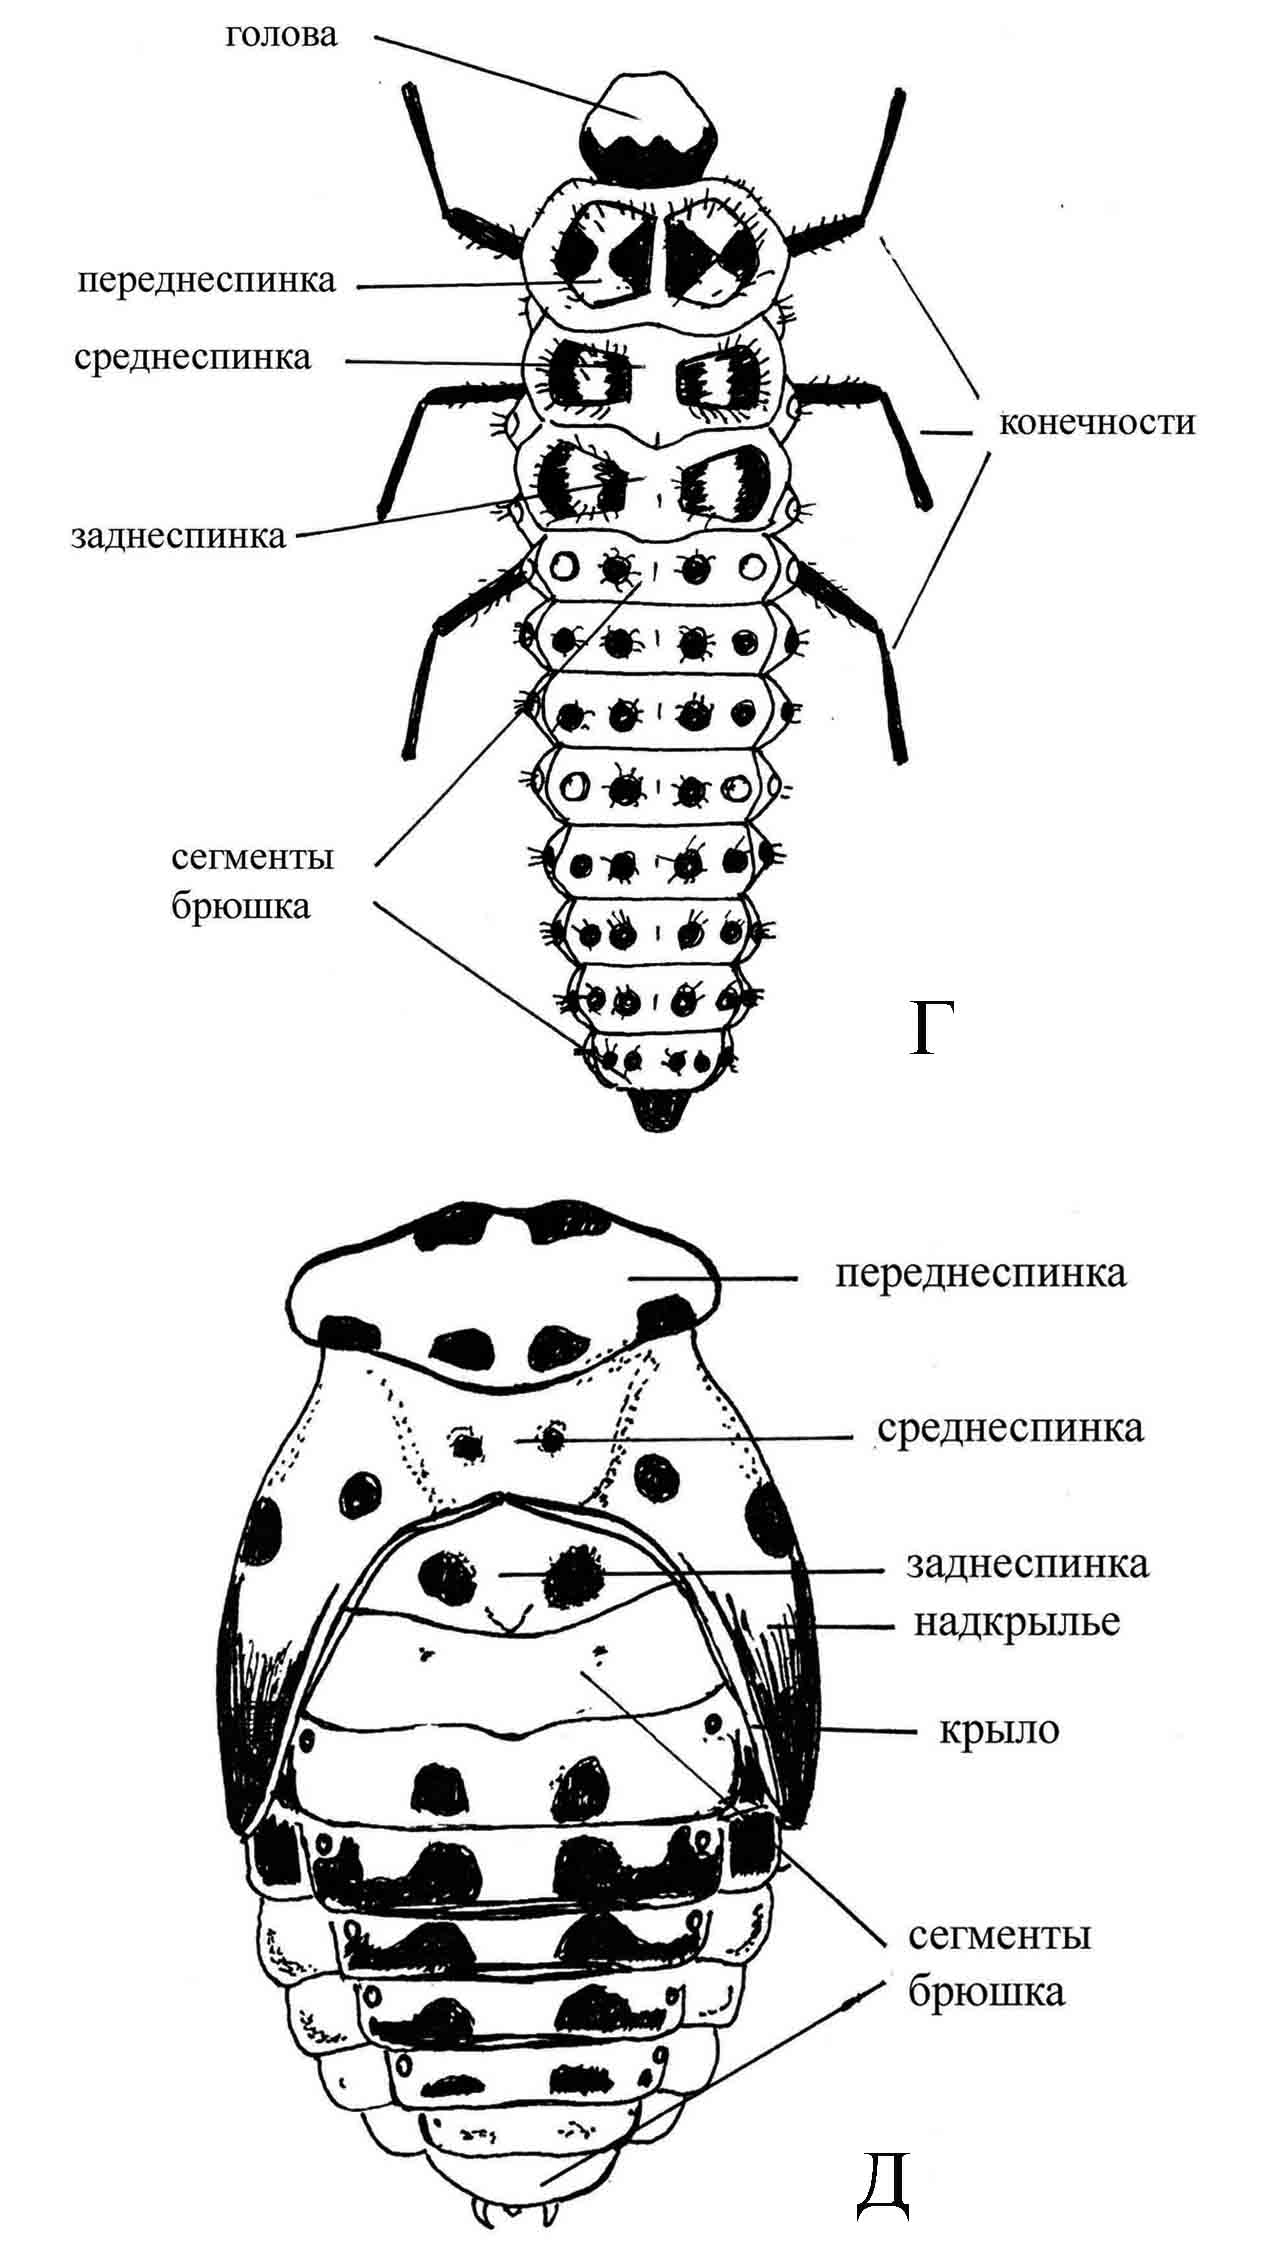 голова
переднеспинка
среднеспинка
конечности
заднеспинка
сегменты
брюшка
Г
переднеспинка
среднеспинка
заднеспинка
надкрылье
крыло
сегменты
брюшка
Д